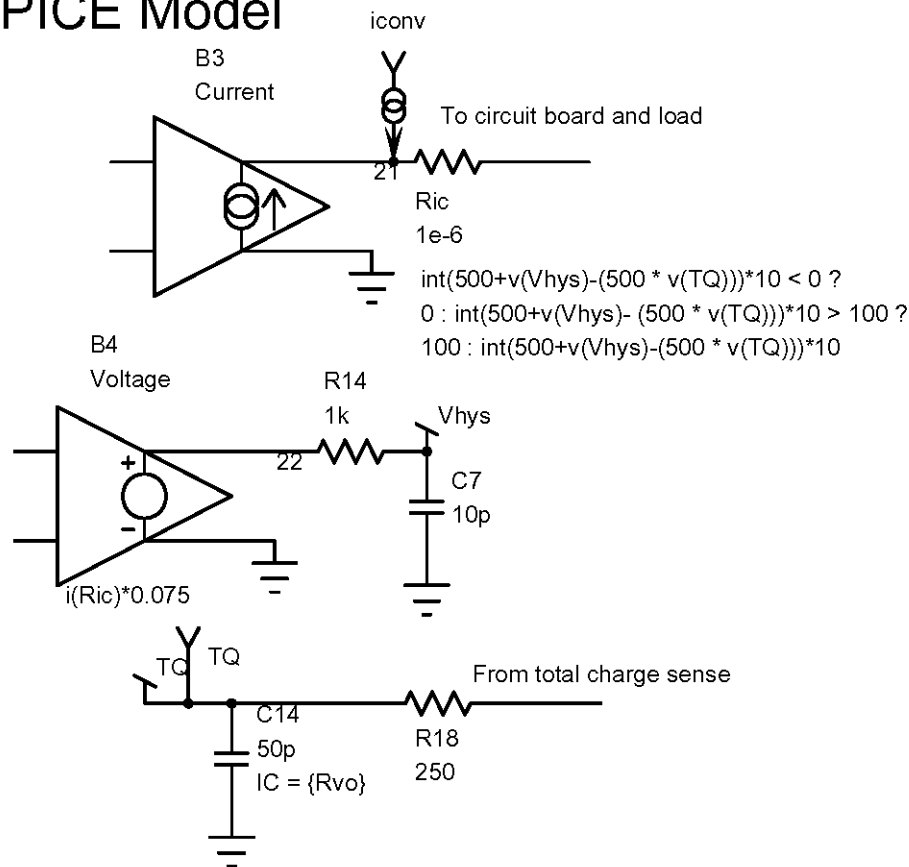 PICE Model
iconv
B3
Current
To circuit board and load
21
Ric
1e-6
int(500+v(Vhys)-(500 * v(TQ)))*10 < 0 ?
0 : int(500+v(Vhys)- (500 * v(TQ)))*10 > 100 ?
100 : int(500+v(Vhys)-(500 * v(TQ)))*10
B4
Voltage
R14
1k
Vhys
22
C7
10p
+
−
i(Ric)*0.075
TQ
TQ
From total charge sense
C14
50p
IC = {Rvo}
R18
250